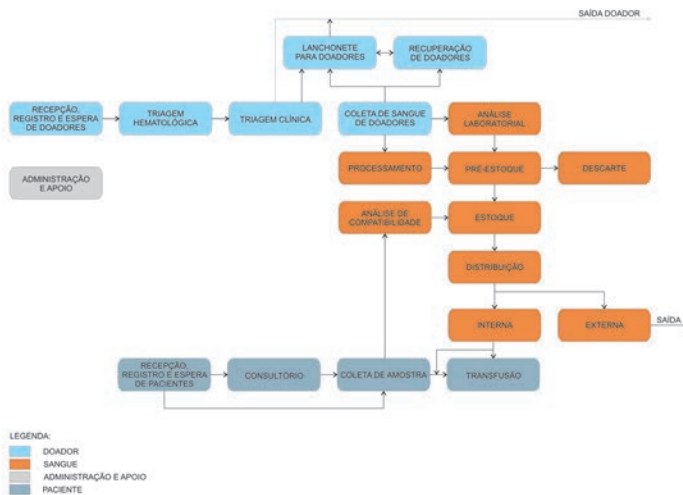 SAÍDA DOADOR
LANCHONETE
PARA DOADORES
RECUPERAÇÃO
DE DOADORES
RECEPÇÃO,
REGISTRO E ESPERA
DE DOADORES
TRIAGEM
HEMATOLÓGICA
TRIAGEM CLÍNICA
COLETA DE SANGUE
DE DOADORES
ANÁLISE
LABORATORIAL
ADMINISTRAÇÃO
E APOIO
PROCESSAMENTO
PRÉ-ESTOQUE
DESCARTE
ANÁLISE DE
COMPATIBILIDADE
ESTOQUE
DISTRIBUIÇÃO
INTERNA
EXTERNA
SAÍDA
RECEPÇÃO,
REGISTRO E ESPERA
DE PACIENTES
CONSULTÓRIO
COLETA DE AMOSTRA
TRANSFUSÃO
LEGENDA:
DOADOR
SANGUE
ADMINISTRAÇÃO E APOIO
PACIENTE